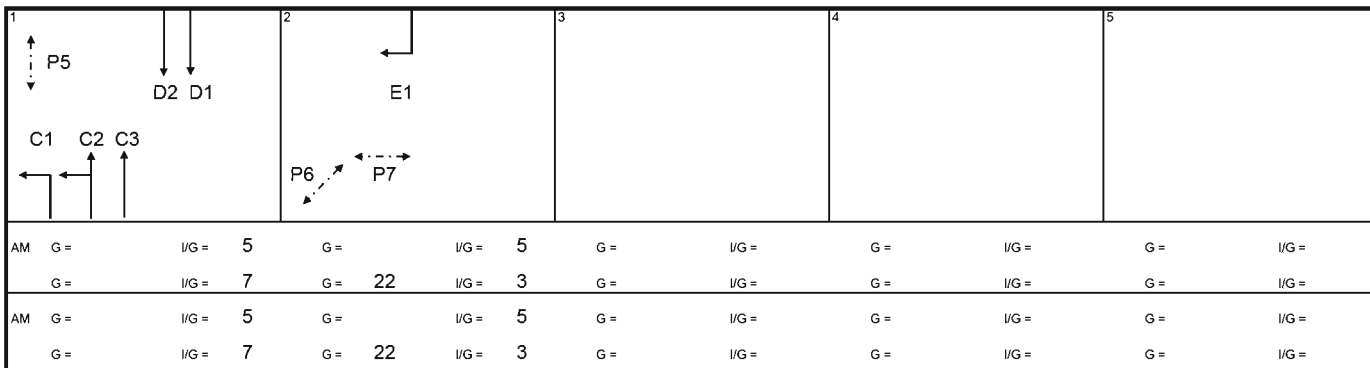 1 2 3 4 5
P5
D2 D1 E1
C1 C2 C3
P6 P7
AM G = I/G = 5 G = I/G = 5 G = I/G = G = I/G = G = I/G =
G = I/G = 7 G = 22 I/G = 3 G = I/G = G = I/G = G = I/G =
AM G = I/G = 5 G = I/G = 5 G = I/G = G = I/G = G = I/G =
G = I/G = 7 G = 22 I/G = 3 G = I/G = G = I/G = G = I/G =